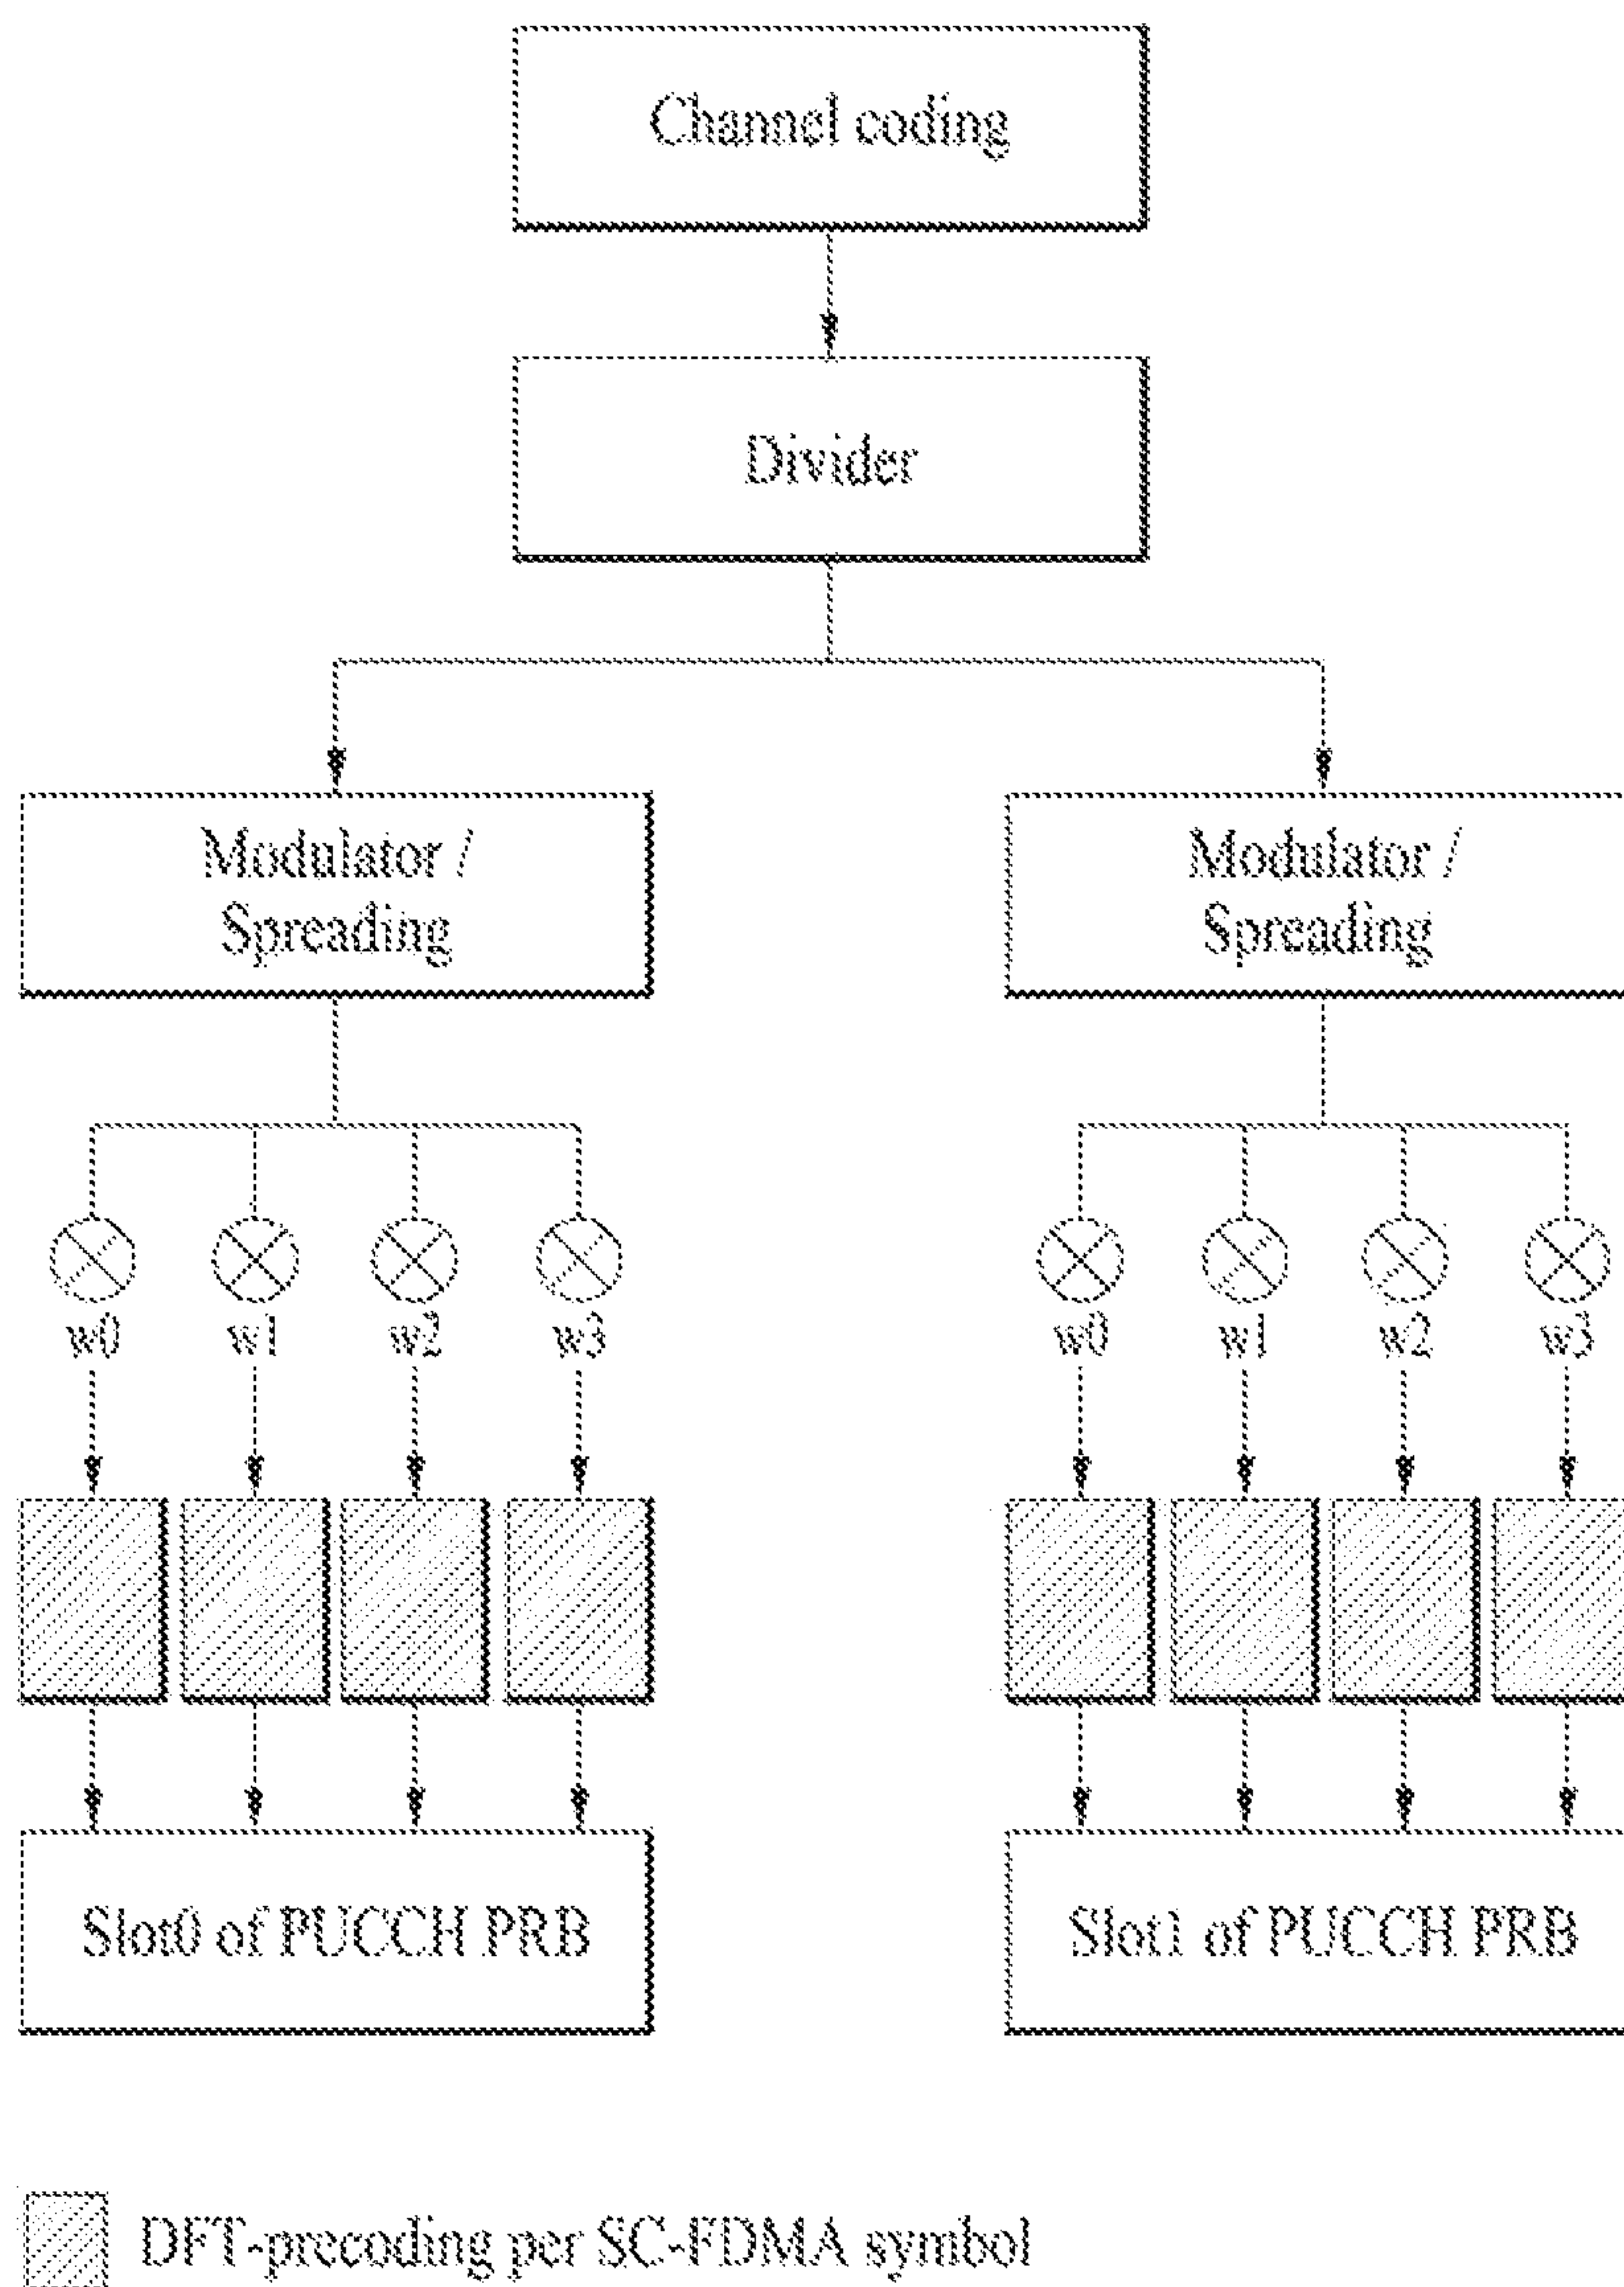 Channel coding
Divider
Modulator /
Spreading
Modulator /
Spreading
w0 w1 w2 w3
w0 w1 w2 w3
Slot0 of PUCCH PRB
Slot1 of PUCCH PRB
DFT-precoding per SC-FDMA symbol